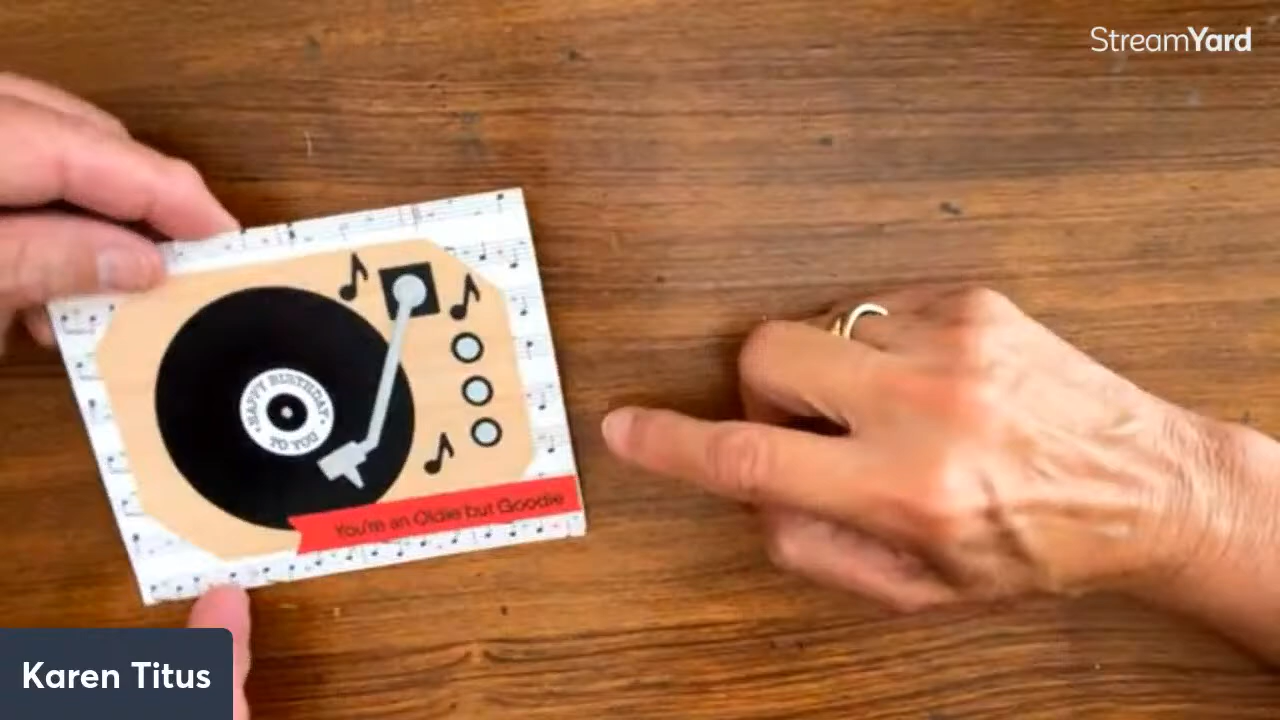 StreamYard
HAPPY BIRTHDAY
TO YOU
You're an Oldie but Goodie
Karen Titus